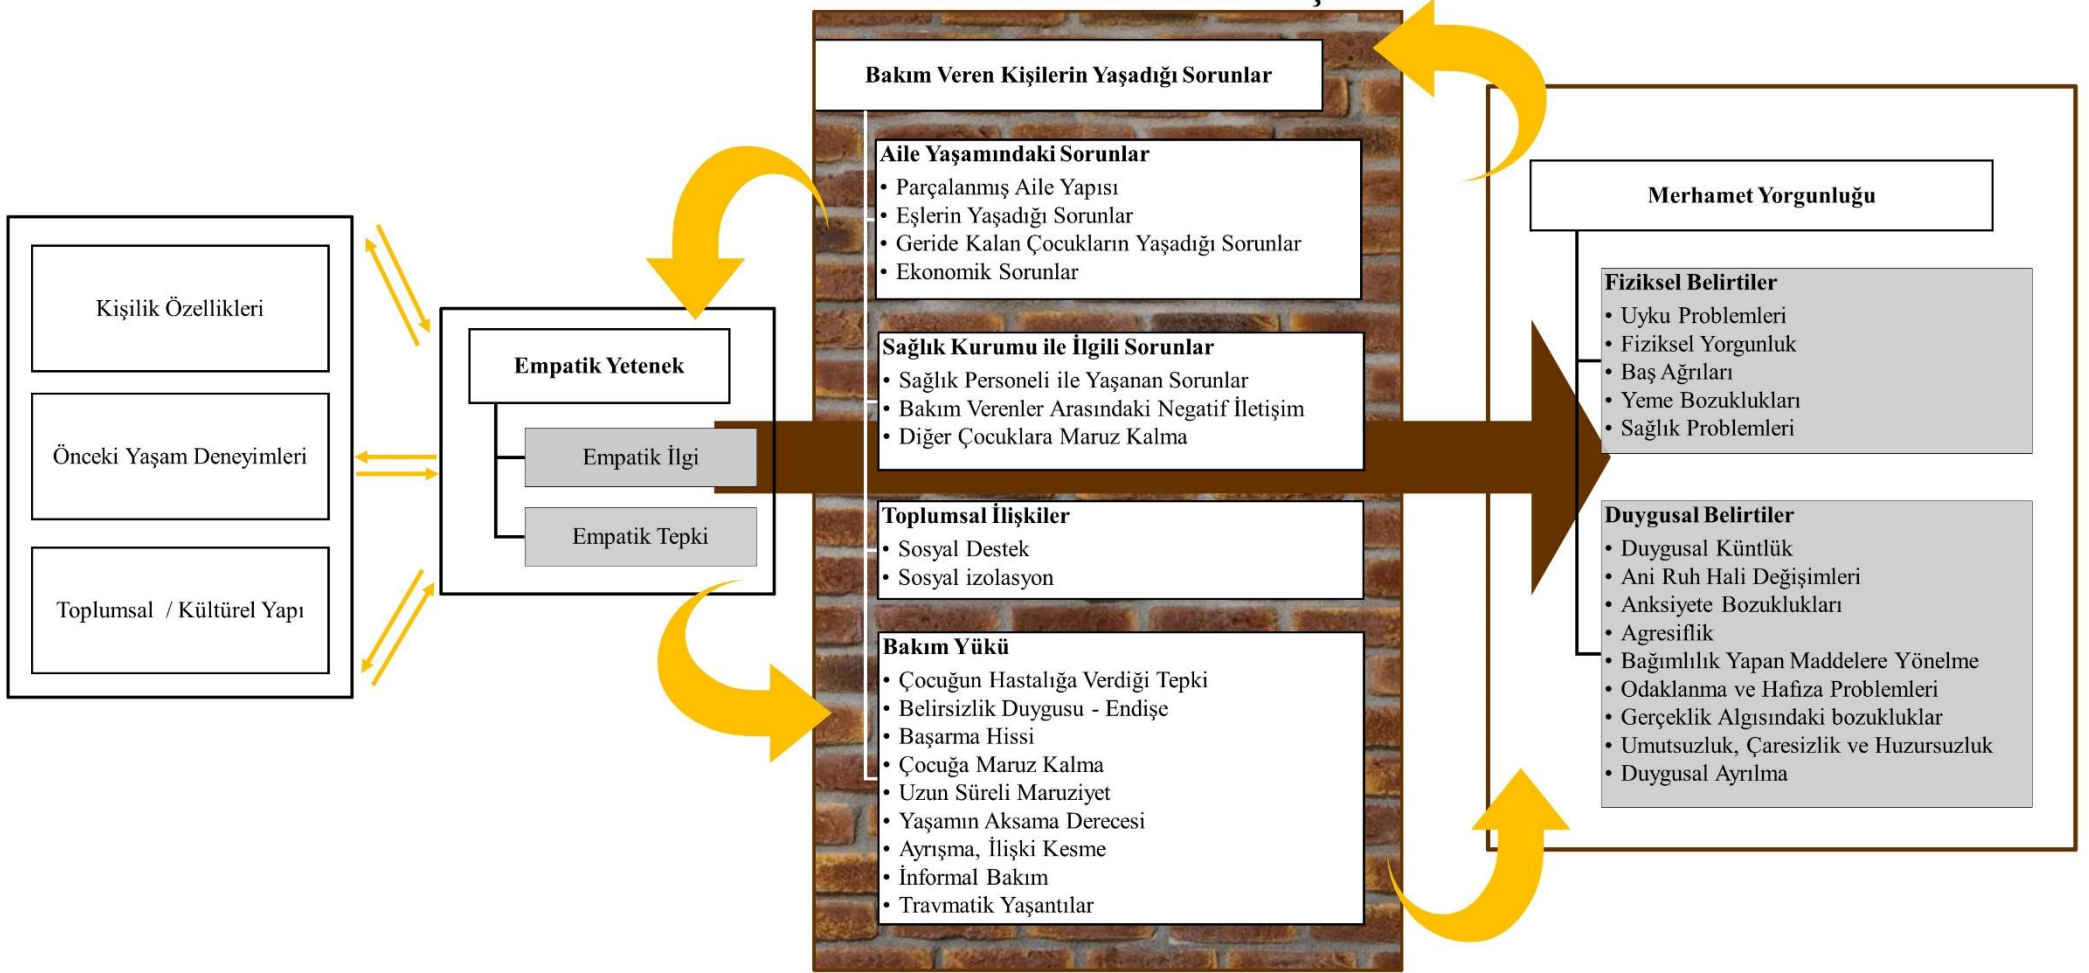 Kişilik Özellikleri
Önceki Yaşam Deneyimleri
Toplumsal / Kültürel Yapı
Empatik Yetenek
Empatik İlgi
Empatik Tepki
Bakım Veren Kişilerin Yaşadığı Sorunlar
Aile Yaşamındaki Sorunlar
• Parçalanmış Aile Yapısı
• Eşlerin Yaşadığı Sorunlar
• Geride Kalan Çocukların Yaşadığı Sorunlar
• Ekonomik Sorunlar
Sağlık Kurumu ile İlgili Sorunlar
• Sağlık Personeli ile Yaşanan Sorunlar
• Bakım Verenler Arasındaki Negatif İletişim
• Diğer Çocuklara Maruz Kalma
Toplumsal İlişkiler
• Sosyal Destek
• Sosyal izolasyon
Bakım Yükü
• Çocuğun Hastalığa Verdiği Tepki
• Belirsizlik Duygusu - Endişe
• Başarma Hissi
• Çocuğa Maruz Kalma
• Uzun Süreli Maruziyet
• Yaşamın Aksama Derecesi
• Ayrışma, İlişki Kesme
• İnformal Bakım
• Travmatik Yaşantılar
Merhamet Yorgunluğu
Fiziksel Belirtiler
• Uyku Problemleri
• Fiziksel Yorgunluk
• Baş Ağrıları
• Yeme Bozuklukları
• Sağlık Problemleri
Duygusal Belirtiler
• Duygusal Küntlük
• Ani Ruh Hali Değişimleri
• Anksiyete Bozuklukları
• Agresiflik
• Bağımlılık Yapan Maddelere Yönelme
• Odaklanma ve Hafıza Problemleri
• Gerçeklik Algısındaki bozukluklar
• Umutsuzluk, Çaresizlik ve Huzursuzluk
• Duygusal Ayrılma